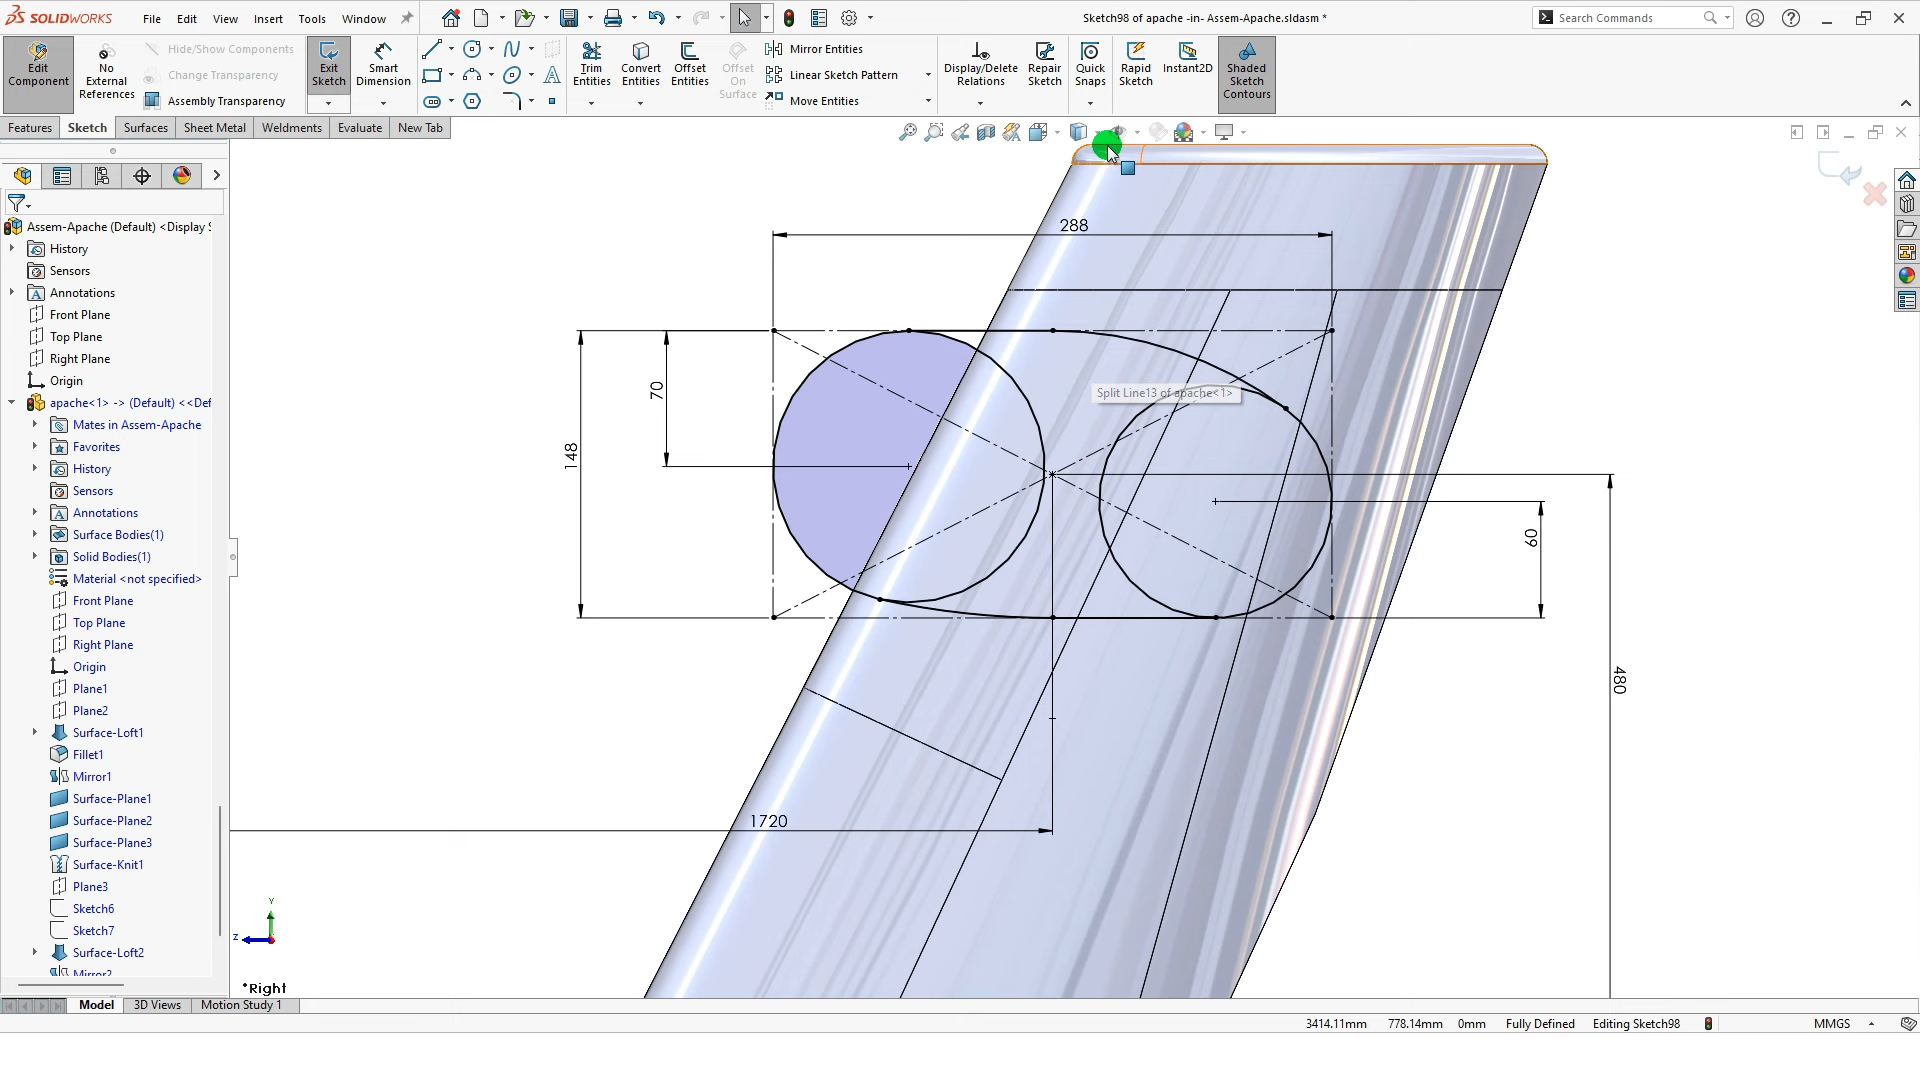 SOLIDWORKS
File Edit View Insert Tools Window
Sketch98 of apache -in- Assem-Apache.sldasm *
Search Commands
Edit Component
No External References
Hide/Show Components
Change Transparency
Assembly Transparency
Exit Sketch
Smart Dimension
Trim Entities
Convert Entities
Offset Entities
Offset On Surface
Mirror Entities
Linear Sketch Pattern
Move Entities
Display/Delete Relations
Repair Sketch
Quick Snaps
Rapid Sketch
Instant2D
Shaded Sketch Contours
Features Sketch Surfaces Sheet Metal Weldments Evaluate New Tab
Assem-Apache (Default) <Display S
History
Sensors
Annotations
Front Plane
Top Plane
Right Plane
Origin
apache<1> -> (Default) <<Def
Mates in Assem-Apache
Favorites
History
Sensors
Annotations
Surface Bodies(1)
Solid Bodies(1)
Material <not specified>
Front Plane
Top Plane
Right Plane
Origin
Plane1
Plane2
Surface-Loft1
Fillet1
Mirror1
Surface-Plane1
Surface-Plane2
Surface-Plane3
Surface-Knit1
Plane3
Sketch6
Sketch7
Surface-Loft2
Mirror2
288
70
148
Split Line13 of apache<1>
60
480
1720
Y
Z
*Right
Model 3D Views Motion Study 1
3414.11mm 778.14mm 0mm Fully Defined Editing Sketch98 MMGS